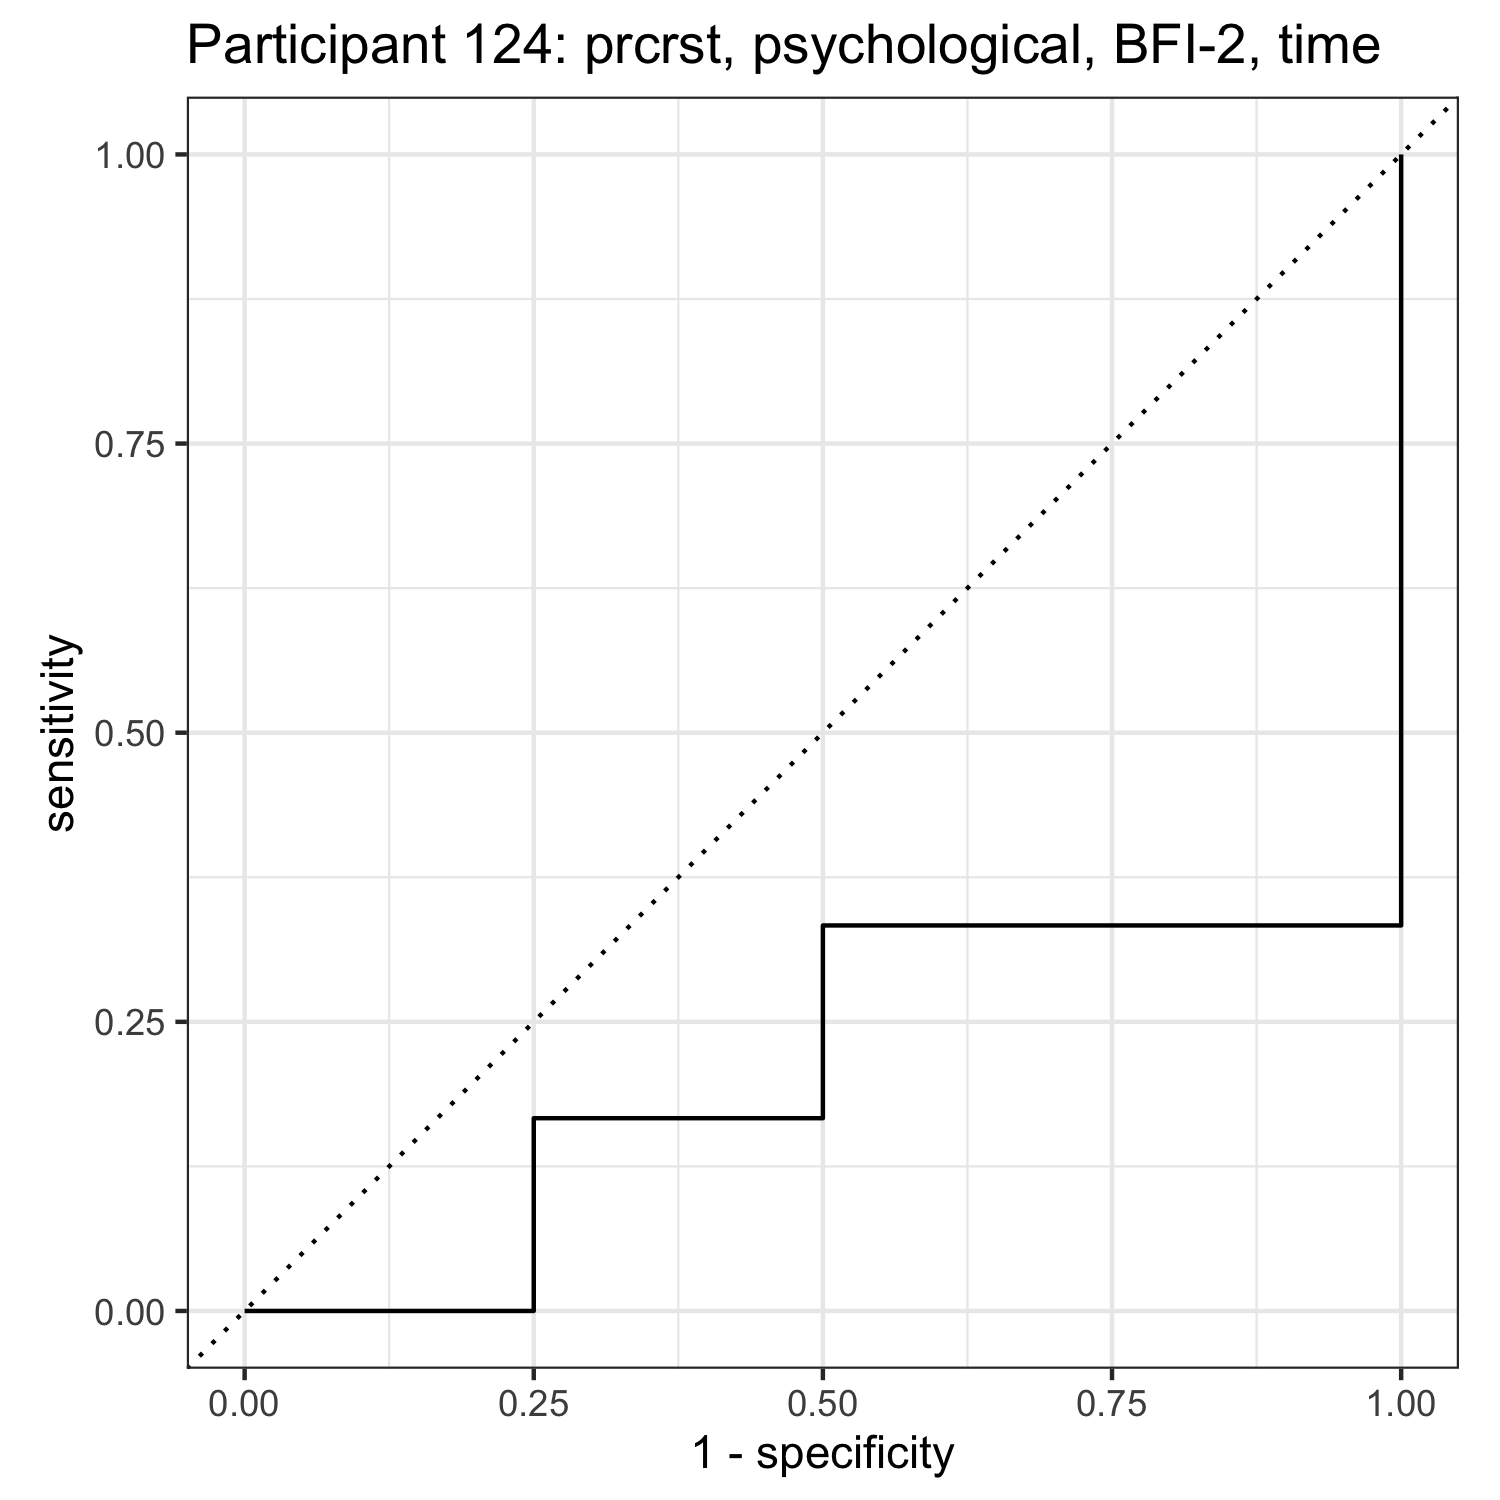 Participant 124: prcrst, psychological, BFI-2, time
1.00
0.75
0.50
0.25
0.00
sensitivity
0.00 0.25 0.50 0.75 1.00
1 - specificity